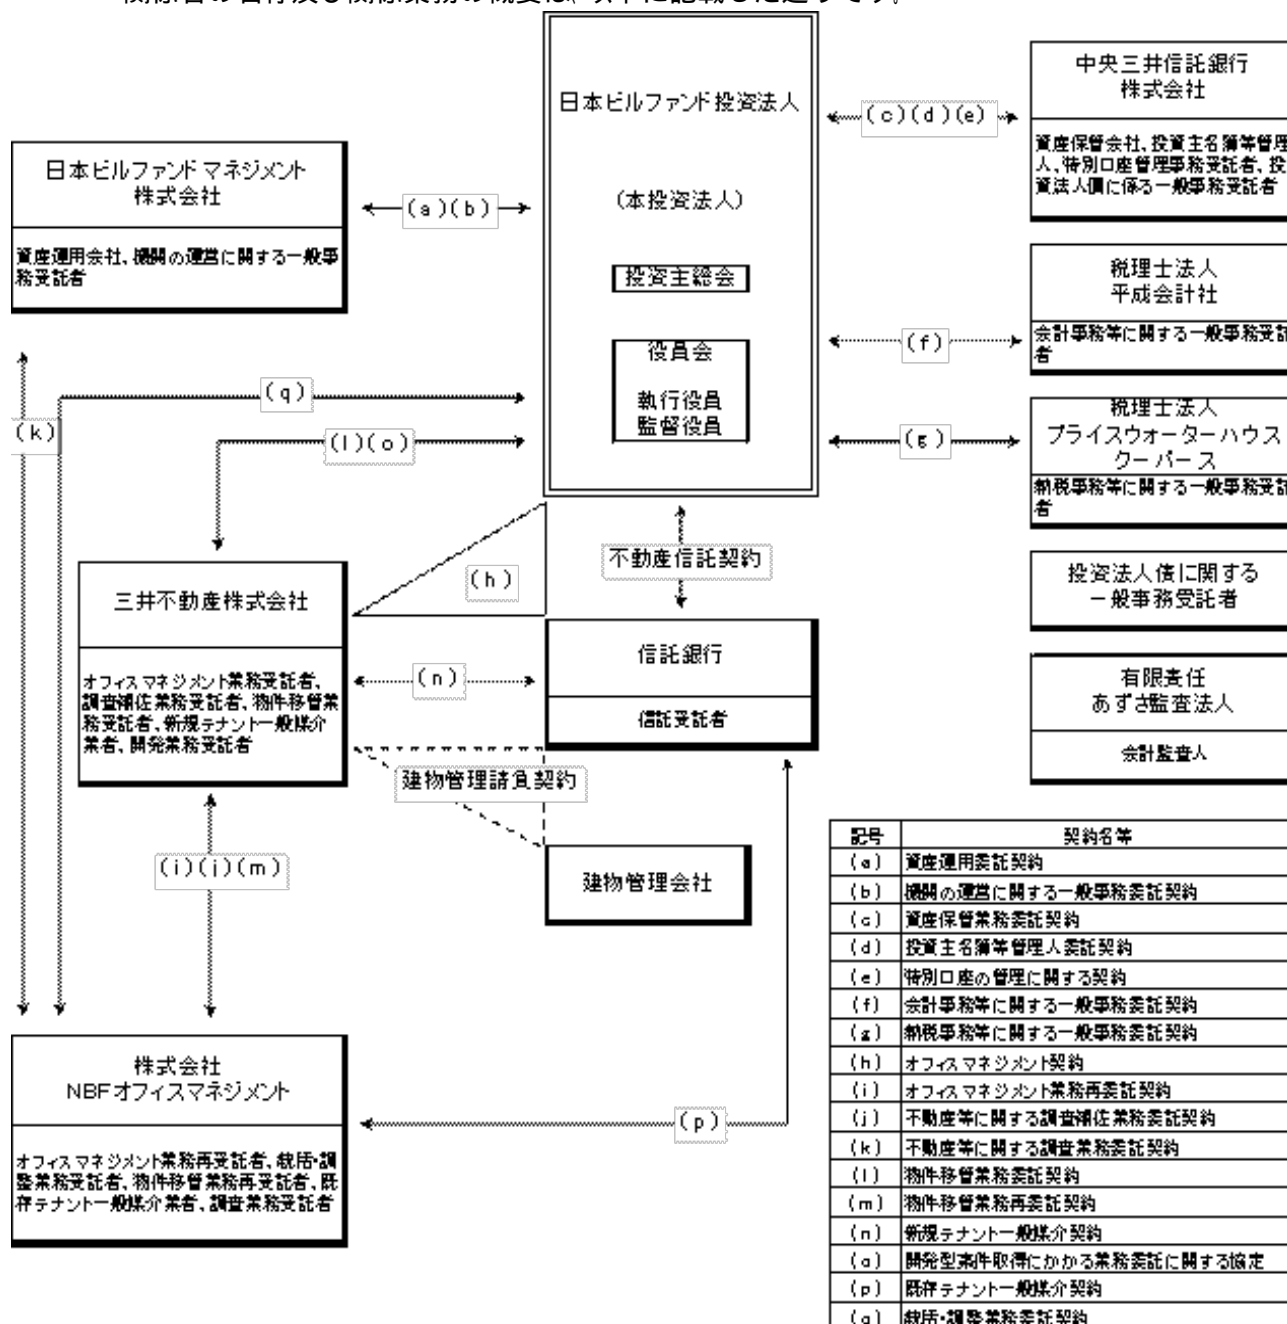 日本ビルファンド投資法人
(本投資法人)
投資主総会
役員会
執行役員
監督役員
日本ビルファンドマネジメント
株式会社
資産運用会社、機関の運営に関する一般事
務受託者
(a)(b)
(c)(d)(e)
(f)
(g)
(q)
(k)
(l)(o)
(h)
(n)
(i)(j)(m)
(p)
中央三井信託銀行
株式会社
資産保管会社、投資主名簿等管理
人、特別口座管理事務受託者、投
資法人債に係る一般事務受託者
税理士法人
平成会計社
会計事務等に関する一般事務受託
者
税理士法人
プライスウォーターハウス
クーパース
納税事務等に関する一般事務受託
者
投資法人債に関する
一般事務受託者
有限責任
あずさ監査法人
会計監査人
不動産信託契約
三井不動産株式会社
オフィスマネジメント業務受託者、
調査補佐業務受託者、物件移管業
務受託者、新規テナント一般媒介
業者、開発業務受託者
信託銀行
信託受託者
建物管理請負契約
建物管理会社
株式会社
NBFオフィスマネジメント
オフィスマネジメント業務再受託者、統括・調
整業務受託者、物件移管業務再受託者、既
存テナント一般媒介業者、調査業務受託者
記号 契約名等
(a) 資産運用委託契約
(b) 機関の運営に関する一般事務委託契約
(c) 資産保管業務委託契約
(d) 投資主名簿等管理人委託契約
(e) 特別口座の管理に関する契約
(f) 会計事務等に関する一般事務委託契約
(g) 納税事務等に関する一般事務委託契約
(h) オフィスマネジメント契約
(i) オフィスマネジメント業務再委託契約
(j) 不動産等に関する調査補佐業務委託契約
(k) 不動産等に関する調査業務委託契約
(l) 物件移管業務委託契約
(m) 物件移管業務再委託契約
(n) 新規テナント一般媒介契約
(o) 開発型案件取得にかかる業務委託に関する協定
(p) 既存テナント一般媒介契約
(q) 統括・調整業務委託契約